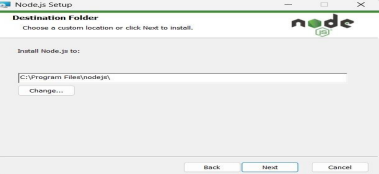 Node.js Setup
Destination Folder
Choose a custom location or click Next to install.
node
JS
Install Node.js to:
C:\Program Files\nodejs\
Change...
Back Next Cancel